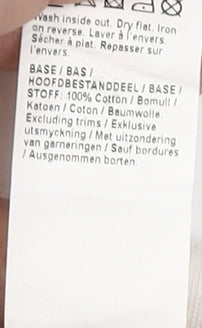 Wash inside out. Dry flat. Iron
on reverse. Laver à l'envers.
Sécher à plat. Repasser sur
l'envers.
BASE / BAS /
HOOFDBESTANDDEEL / BASE /
STOFF: 100% Cotton / Bomull /
Katoen / Coton / Baumwolle.
Excluding trims / Exklusive
utsmyckning / Met uitzondering
van garneringen / Sauf bordures
/ Ausgenommen borten.